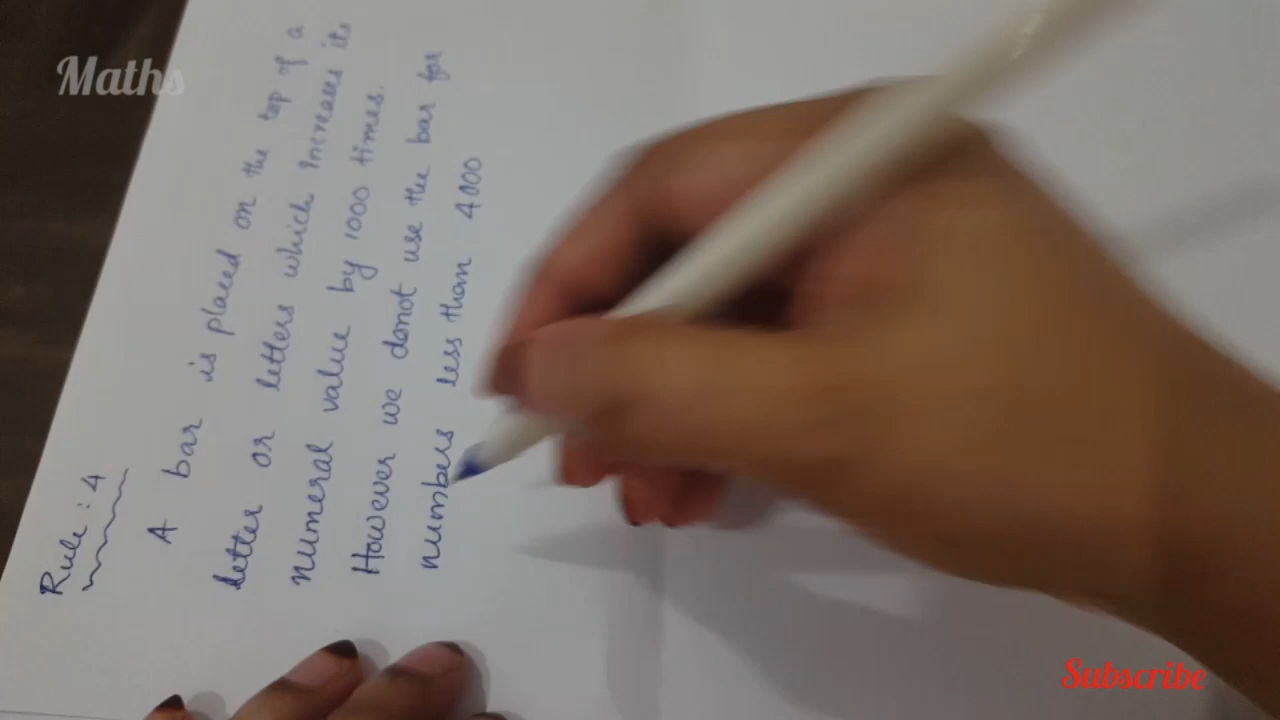 Maths
Rule : 4
A bar is placed on the top of a
letter or letters which increases its
numeral value by 1000 times.
However we donot use the bar for
numbers less than 4000
Subscribe